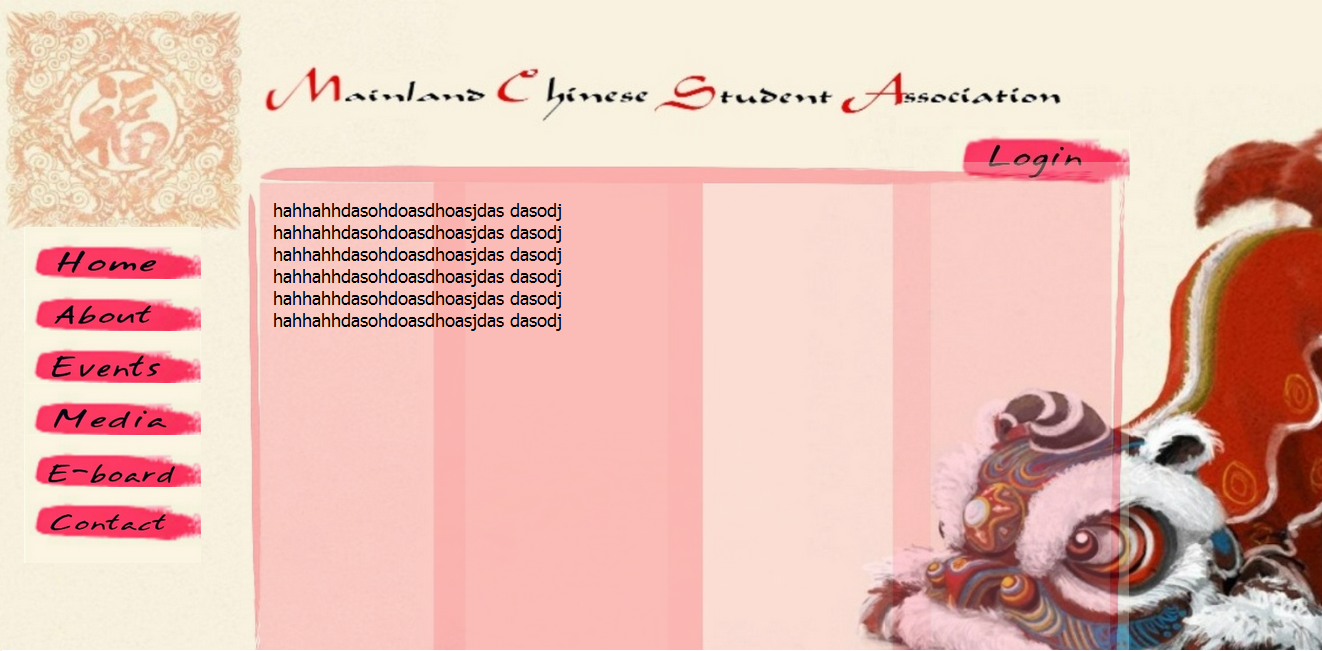 福
Mainland Chinese Student Association
Login
Home
About
Events
Media
E-board
Contact
hahhahhdasohdoasdhoasjdas dasodj
hahhahhdasohdoasdhoasjdas dasodj
hahhahhdasohdoasdhoasjdas dasodj
hahhahhdasohdoasdhoasjdas dasodj
hahhahhdasohdoasdhoasjdas dasodj
hahhahhdasohdoasdhoasjdas dasodj